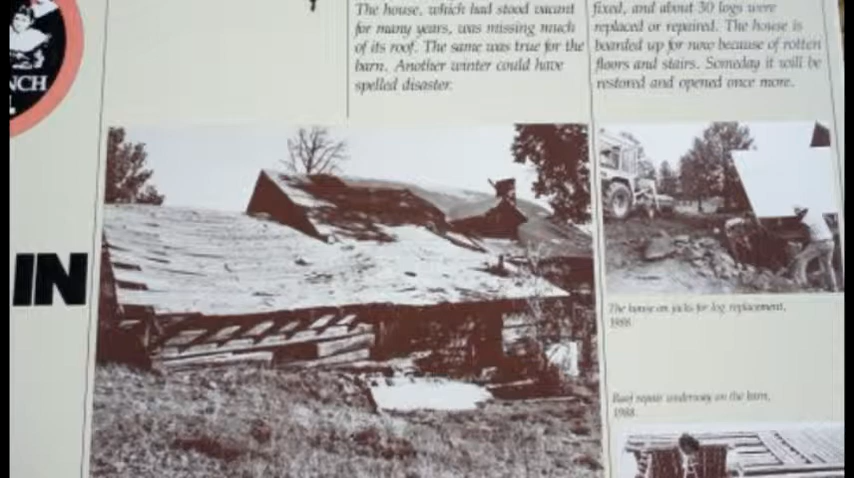 NCH
IN
The house, which had stood vacant
for many years, was missing much
of its roof. The same was true for the
barn. Another winter could have
spelled disaster.
fixed, and about 30 logs were
replaced or repaired. The house is
boarded up for now because of rotten
floors and stairs. Someday it will be
restored and opened once more.
The house on jacks for log replacement,
1988.
Roof repair underway on the barn,
1988.